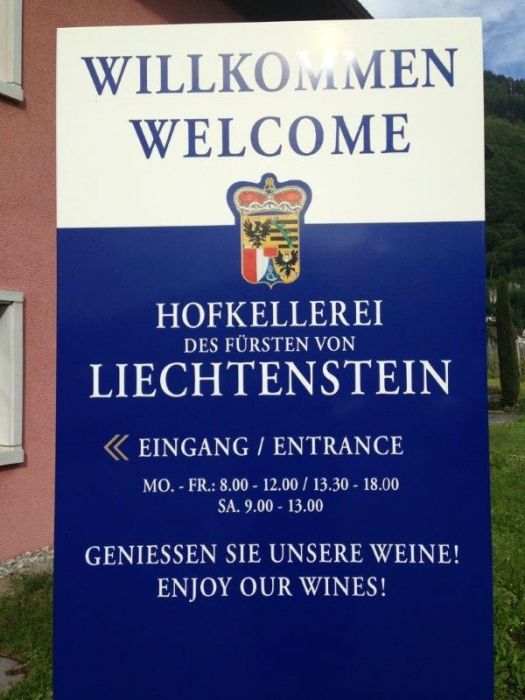 WILLKOMMEN
WELCOME
HOFKELLEREI
DES FÜRSTEN VON
LIECHTENSTEIN
« EINGANG / ENTRANCE
MO. - FR.: 8.00 - 12.00 / 13.30 - 18.00
SA. 9.00 - 13.00
GENIESSEN SIE UNSERE WEINE!
ENJOY OUR WINES!